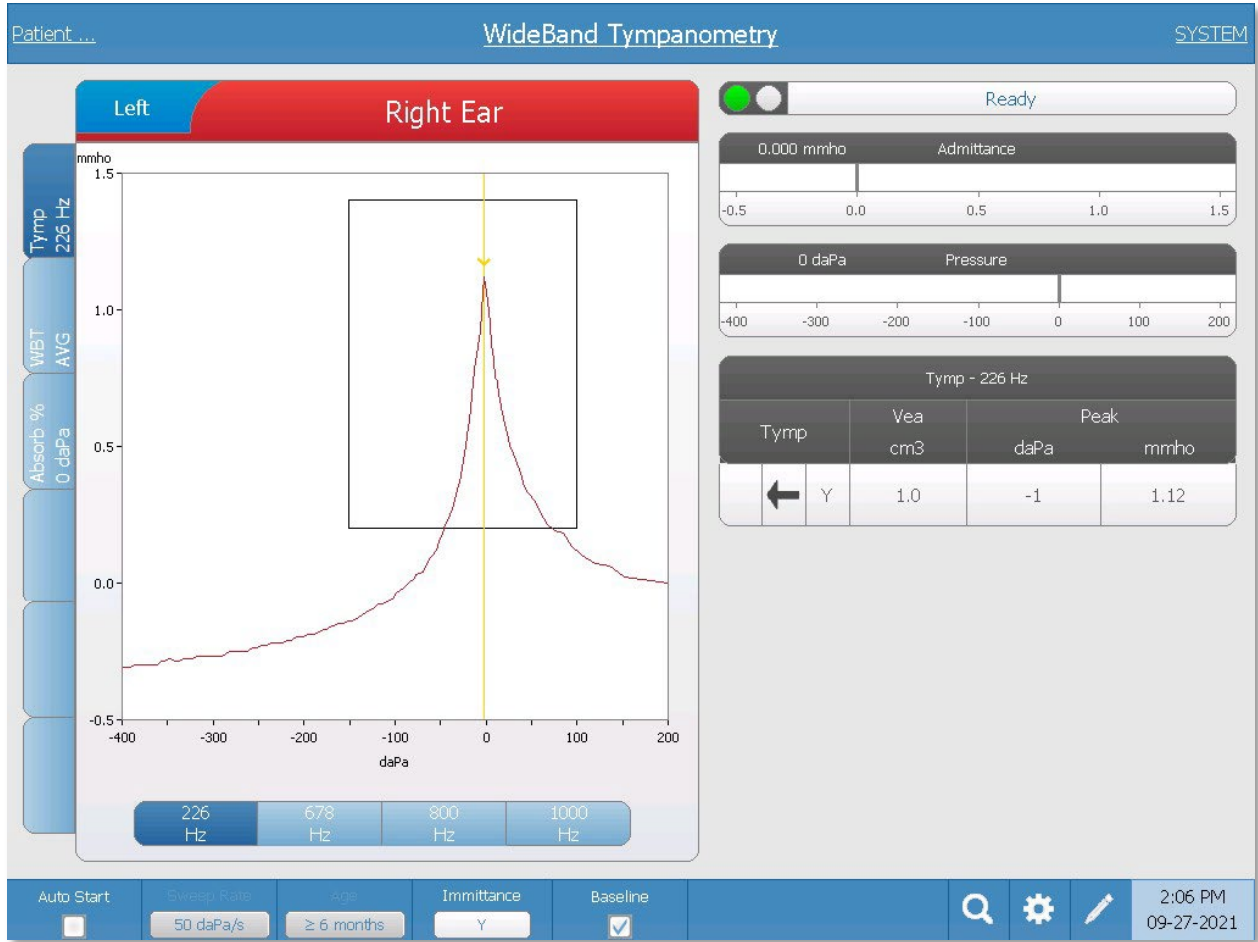 Patient ...
WideBand Tympanometry
SYSTEM
Left
Right Ear
Ready
mmho
1.5
1.0
0.5
0.0
-0.5
-400 -300 -200 -100 0 100 200
daPa
Tymp
226 Hz
WBT
AVG
Absorb %
0 daPa
226
Hz
678
Hz
800
Hz
1000
Hz
0.000 mmho Admittance
-0.5 0.0 0.5 1.0 1.5
0 daPa Pressure
-400 -300 -200 -100 0 100 200
Tymp - 226 Hz
Tymp
Vea
cm3
Peak
daPa mmho
Y 1.0 -1 1.12
Auto Start
Sweep Rate
50 daPa/s
Age
≥ 6 months
Immittance
Y
Baseline
2:06 PM
09-27-2021